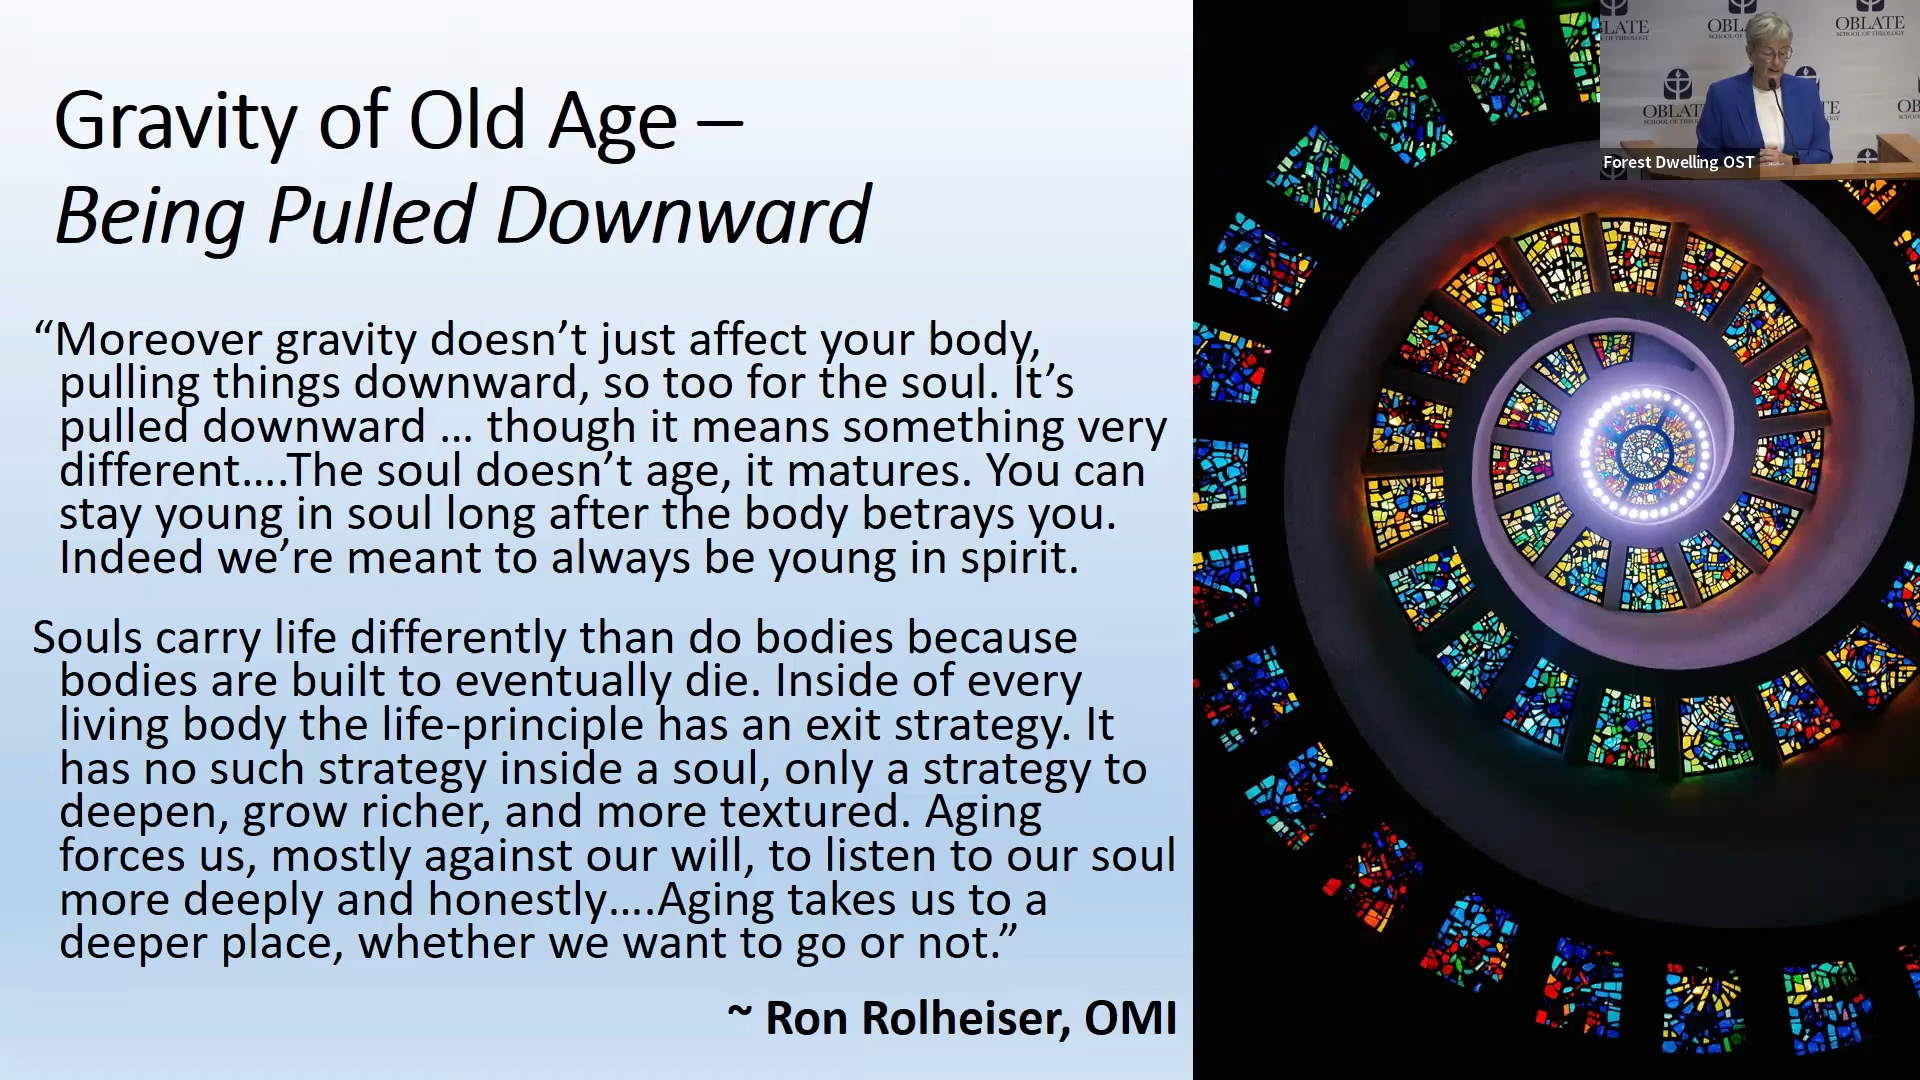 Gravity of Old Age –
Being Pulled Downward
“Moreover gravity doesn’t just affect your body,
pulling things downward, so too for the soul. It’s
pulled downward … though it means something very
different….The soul doesn’t age, it matures. You can
stay young in soul long after the body betrays you.
Indeed we’re meant to always be young in spirit.
Souls carry life differently than do bodies because
bodies are built to eventually die. Inside of every
living body the life-principle has an exit strategy. It
has no such strategy inside a soul, only a strategy to
deepen, grow richer, and more textured. Aging
forces us, mostly against our will, to listen to our soul
more deeply and honestly….Aging takes us to a
deeper place, whether we want to go or not.”
~ Ron Rolheiser, OMI
OBLATE
SCHOOL OF THEOLOGY
Forest Dwelling OST